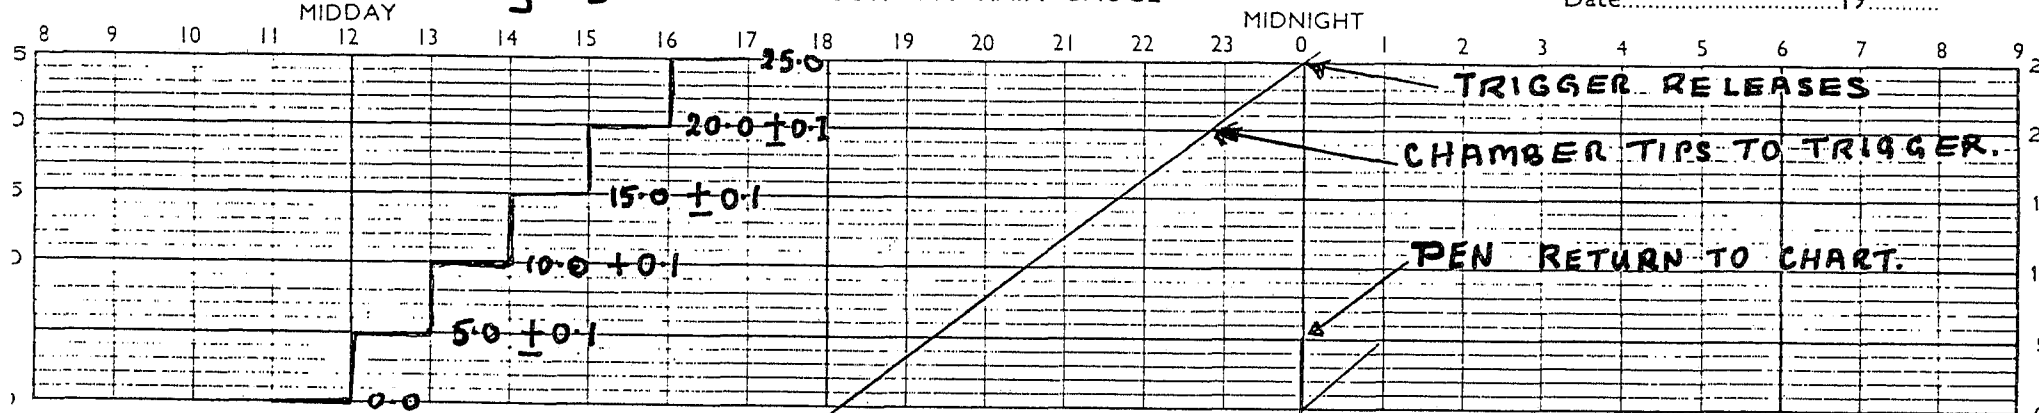 MIDDAY
MIDNIGHT
8 9 10 11 12 13 14 15 16 17 18 19 20 21 22 23 0 1 2 3 4 5 6 7 8 9
25.0
TRIGGER RELEASES
20.0 ±0.1
CHAMBER TIPS TO TRIGGER.
15.0 ± 0.1
10.0 +0.1
PEN RETURN TO CHART.
5.0 ±0.1
0.0